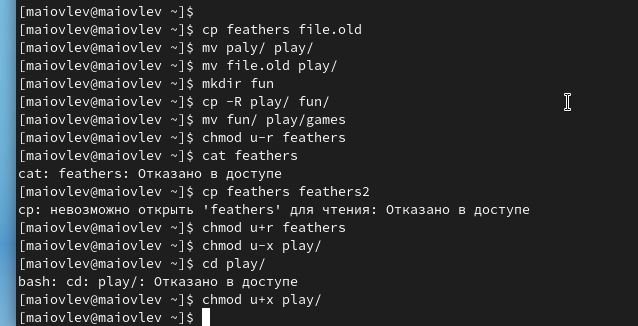 [maiovlev@maiovlev ~]$
[maiovlev@maiovlev ~]$ cp feathers file.old
[maiovlev@maiovlev ~]$ mv paly/ play/
[maiovlev@maiovlev ~]$ mv file.old play/
[maiovlev@maiovlev ~]$ mkdir fun
[maiovlev@maiovlev ~]$ cp -R play/ fun/
[maiovlev@maiovlev ~]$ mv fun/ play/games
[maiovlev@maiovlev ~]$ chmod u-r feathers
[maiovlev@maiovlev ~]$ cat feathers
cat: feathers: Отказано в доступе
[maiovlev@maiovlev ~]$ cp feathers feathers2
cp: невозможно открыть 'feathers' для чтения: Отказано в доступе
[maiovlev@maiovlev ~]$ chmod u+r feathers
[maiovlev@maiovlev ~]$ chmod u-x play/
[maiovlev@maiovlev ~]$ cd play/
bash: cd: play/: Отказано в доступе
[maiovlev@maiovlev ~]$ chmod u+x play/
[maiovlev@maiovlev ~]$